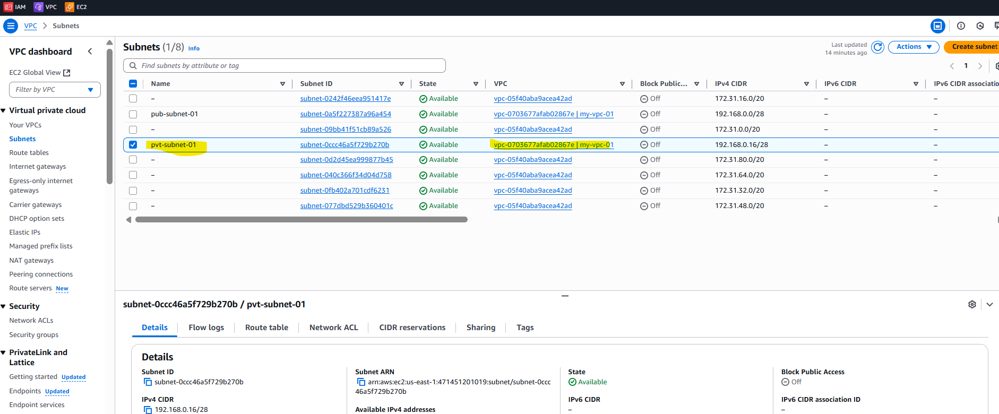 IAM VPC EC2
VPC > Subnets
VPC dashboard
EC2 Global View
Filter by VPC
Virtual private cloud
Your VPCs
Subnets
Route tables
Internet gateways
Egress-only internet
gateways
Carrier gateways
DHCP option sets
Elastic IPs
Managed prefix lists
NAT gateways
Peering connections
Route servers New
Security
Network ACLs
Security groups
PrivateLink and
Lattice
Getting started Updated
Endpoints Updated
Endpoint services
Subnets (1/8) Info
Last updated
14 minutes ago
Actions
Create subnet
Find subnets by attribute or tag
1
Name Subnet ID State VPC Block Public... IPv4 CIDR IPv6 CIDR IPv6 CIDR associatio
– subnet-0242f46eea951417e Available vpc-05f40aba9acea42ad Off 172.31.16.0/20 – –
pub-subnet-01 subnet-0a5f227387a96a454 Available vpc-0703677afab02867e | my-vpc-01 Off 192.168.0.0/28 – –
– subnet-09bb41f51cb89a526 Available vpc-05f40aba9acea42ad Off 172.31.0.0/20 – –
pvt-subnet-01 subnet-0ccc46a5f729b270b Available vpc-0703677afab02867e | my-vpc-01 Off 192.168.0.16/28 – –
– subnet-0d2d45ea999877b45 Available vpc-05f40aba9acea42ad Off 172.31.80.0/20 – –
– subnet-040c366f34d04d758 Available vpc-05f40aba9acea42ad Off 172.31.64.0/20 – –
– subnet-0fb402a701cdf6231 Available vpc-05f40aba9acea42ad Off 172.31.32.0/20 – –
– subnet-077dbd529b360401c Available vpc-05f40aba9acea42ad Off 172.31.48.0/20 – –
subnet-0ccc46a5f729b270b / pvt-subnet-01
Details Flow logs Route table Network ACL CIDR reservations Sharing Tags
Details
Subnet ID
subnet-0ccc46a5f729b270b
IPv4 CIDR
192.168.0.16/28
Subnet ARN
arn:aws:ec2:us-east-1:471451201019:subnet/subnet-0ccc
46a5f729b270b
Available IPv4 addresses
State
Available
IPv6 CIDR
–
Block Public Access
Off
IPv6 CIDR association ID
–